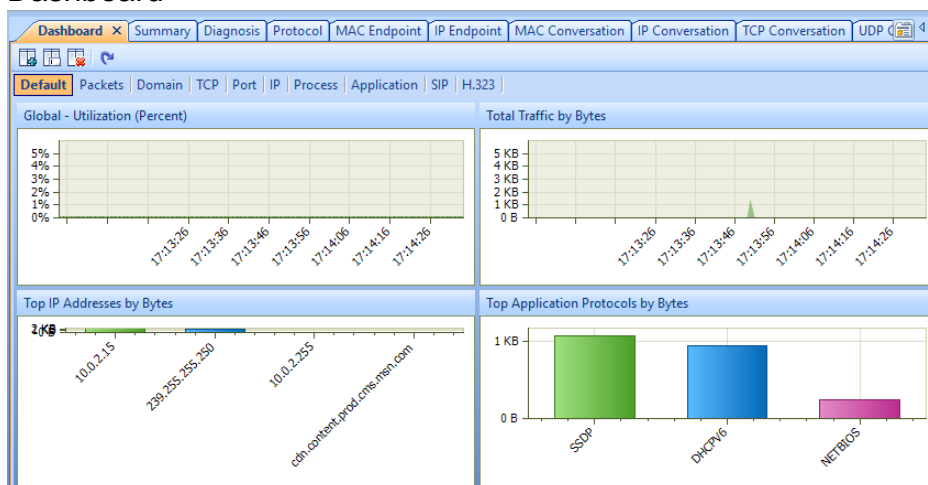 Dashboard
Dashboard Summary Diagnosis Protocol MAC Endpoint IP Endpoint MAC Conversation IP Conversation TCP Conversation UDP
Default Packets Domain TCP Port IP Process Application SIP H.323
Global - Utilization (Percent)
5%
4%
3%
2%
1%
0%
17:13:26 17:13:36 17:13:46 17:13:56 17:14:06 17:14:16 17:14:26
Total Traffic by Bytes
5 KB
4 KB
3 KB
2 KB
1 KB
0 B
17:13:26 17:13:36 17:13:46 17:13:56 17:14:06 17:14:16 17:14:26
Top IP Addresses by Bytes
10.0.2.15 239.255.255.250 10.0.2.255 cdn.content.prod.cms.msn.com
Top Application Protocols by Bytes
1 KB
0 B
SSDP DHCPV6 NETBIOS